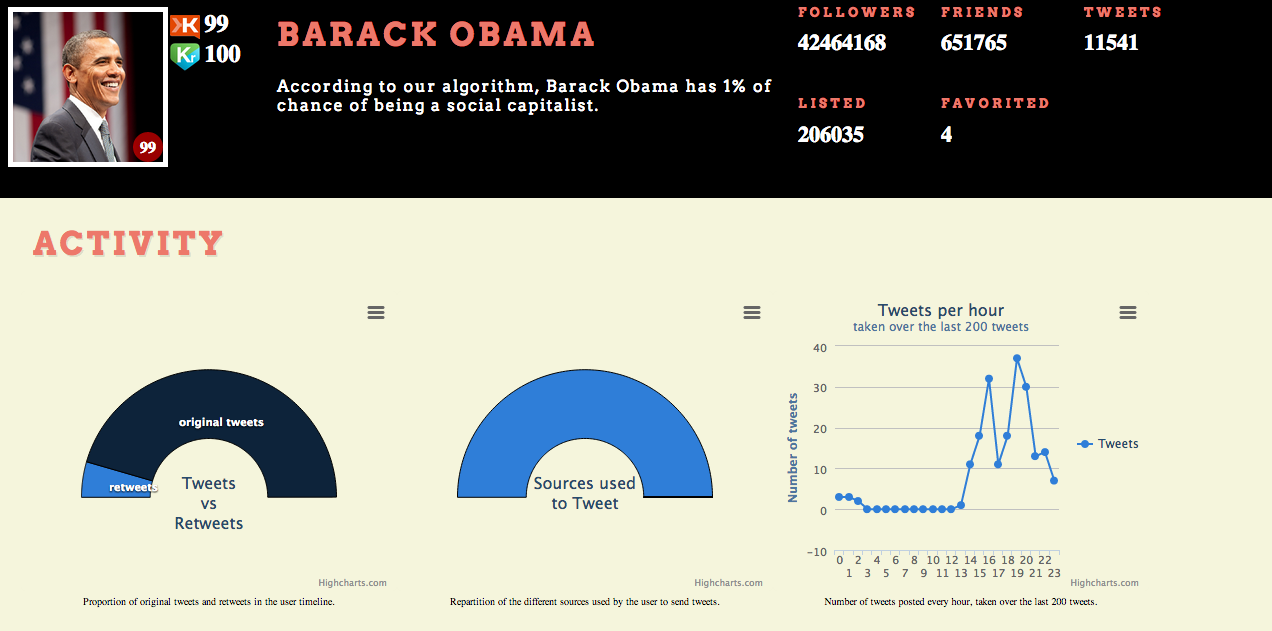 K 99
Kr 100
99
BARACK OBAMA
According to our algorithm, Barack Obama has 1% of
chance of being a social capitalist.
FOLLOWERS FRIENDS TWEETS
42464168 651765 11541
LISTED FAVORITED
206035 4
ACTIVITY
original tweets
retweets
Tweets
vs
Retweets
Highcharts.com
Proportion of original tweets and retweets in the user timeline.
Sources used
to Tweet
Highcharts.com
Repartition of the different sources used by the user to send tweets.
Tweets per hour
taken over the last 200 tweets
Number of tweets
40
30
20
10
0
-10
0 2 4 6 8 10 12 14 16 18 20 22
1 3 5 7 9 11 13 15 17 19 21 23
Tweets
Highcharts.com
Number of tweets posted every hour, taken over the last 200 tweets.